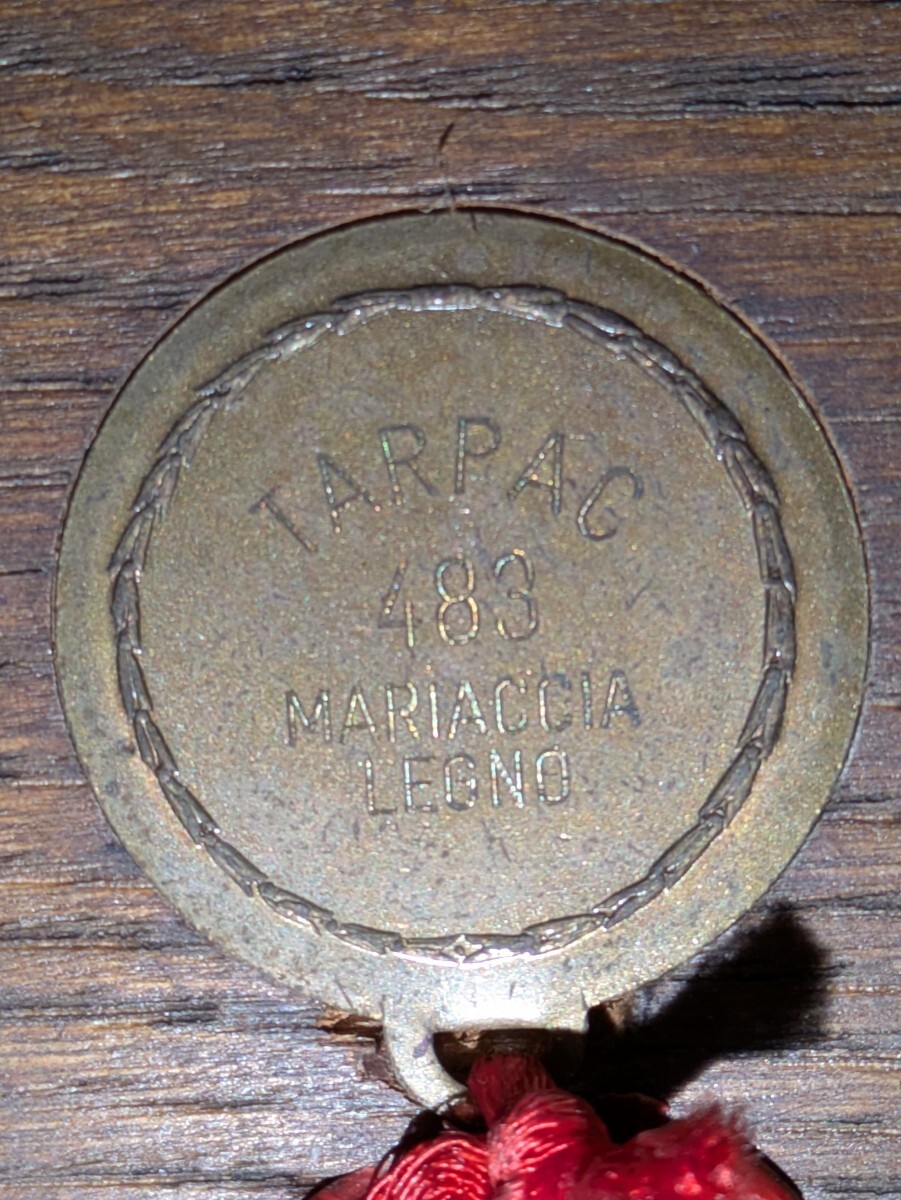 TARPAC
483
MARIACCIA
LEGNO